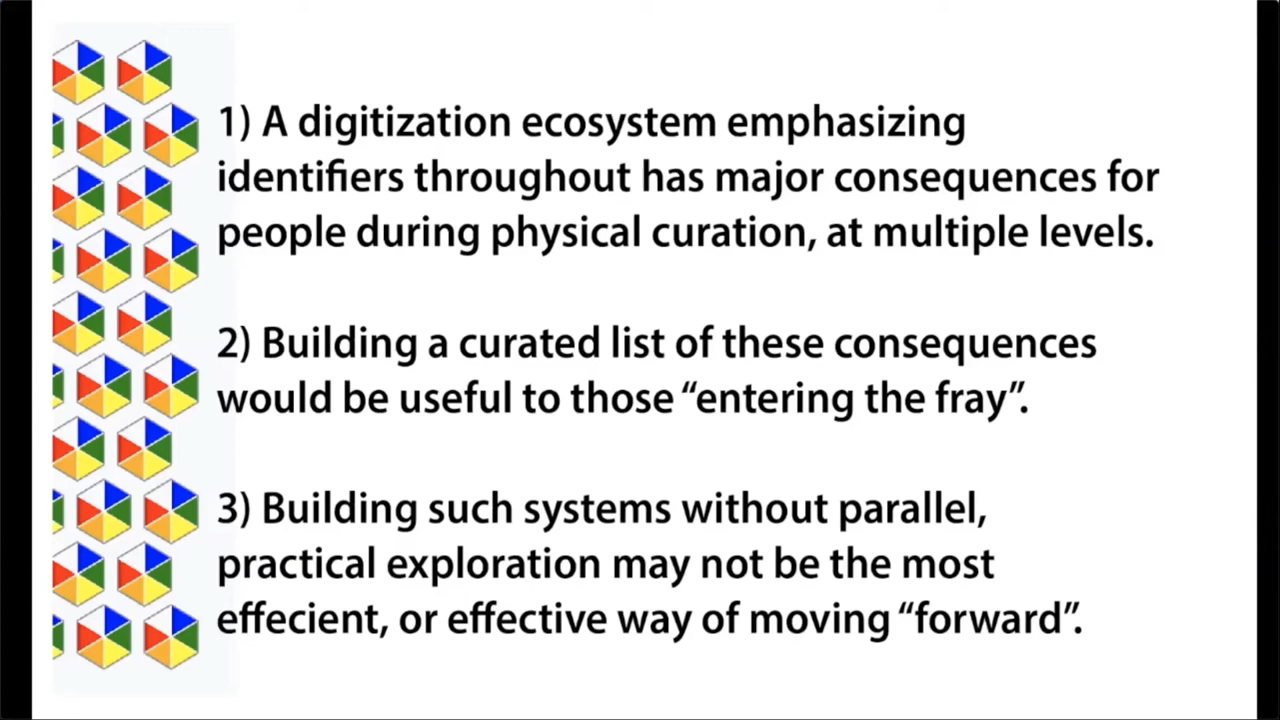 1) A digitization ecosystem emphasizing
identifiers throughout has major consequences for
people during physical curation, at multiple levels.
2) Building a curated list of these consequences
would be useful to those “entering the fray”.
3) Building such systems without parallel,
practical exploration may not be the most
effecient, or effective way of moving “forward”.